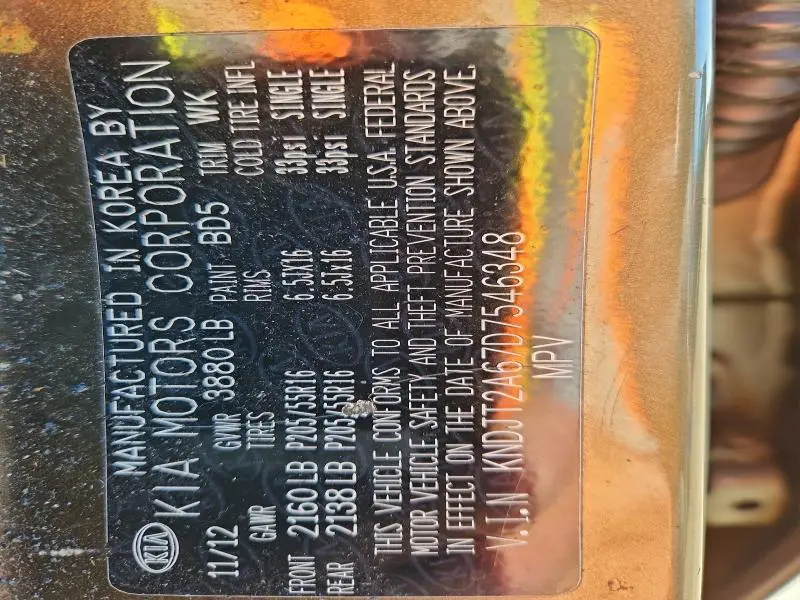 MANUFACTURED IN KOREA BY
KIA KIA MOTORS CORPORATION
11/12 GVWR 3880 LB PAINT BD5 TRIM WK
GAWR TIRES RIMS COLD TIRE INFL
FRONT 2160 LB P205/55R16 6.5JX16 33psi SINGLE
REAR 2138 LB P205/55R16 6.5Jx16 33psi SINGLE
THIS VEHICLE CONFORMS TO ALL APPLICABLE U.S.A. FEDERAL
MOTOR VEHICLE SAFETY AND THEFT PREVENTION STANDARDS
IN EFFECT ON THE DATE OF MANUFACTURE SHOWN ABOVE.
V.I.N KNDJT2A67D7546348
MPV